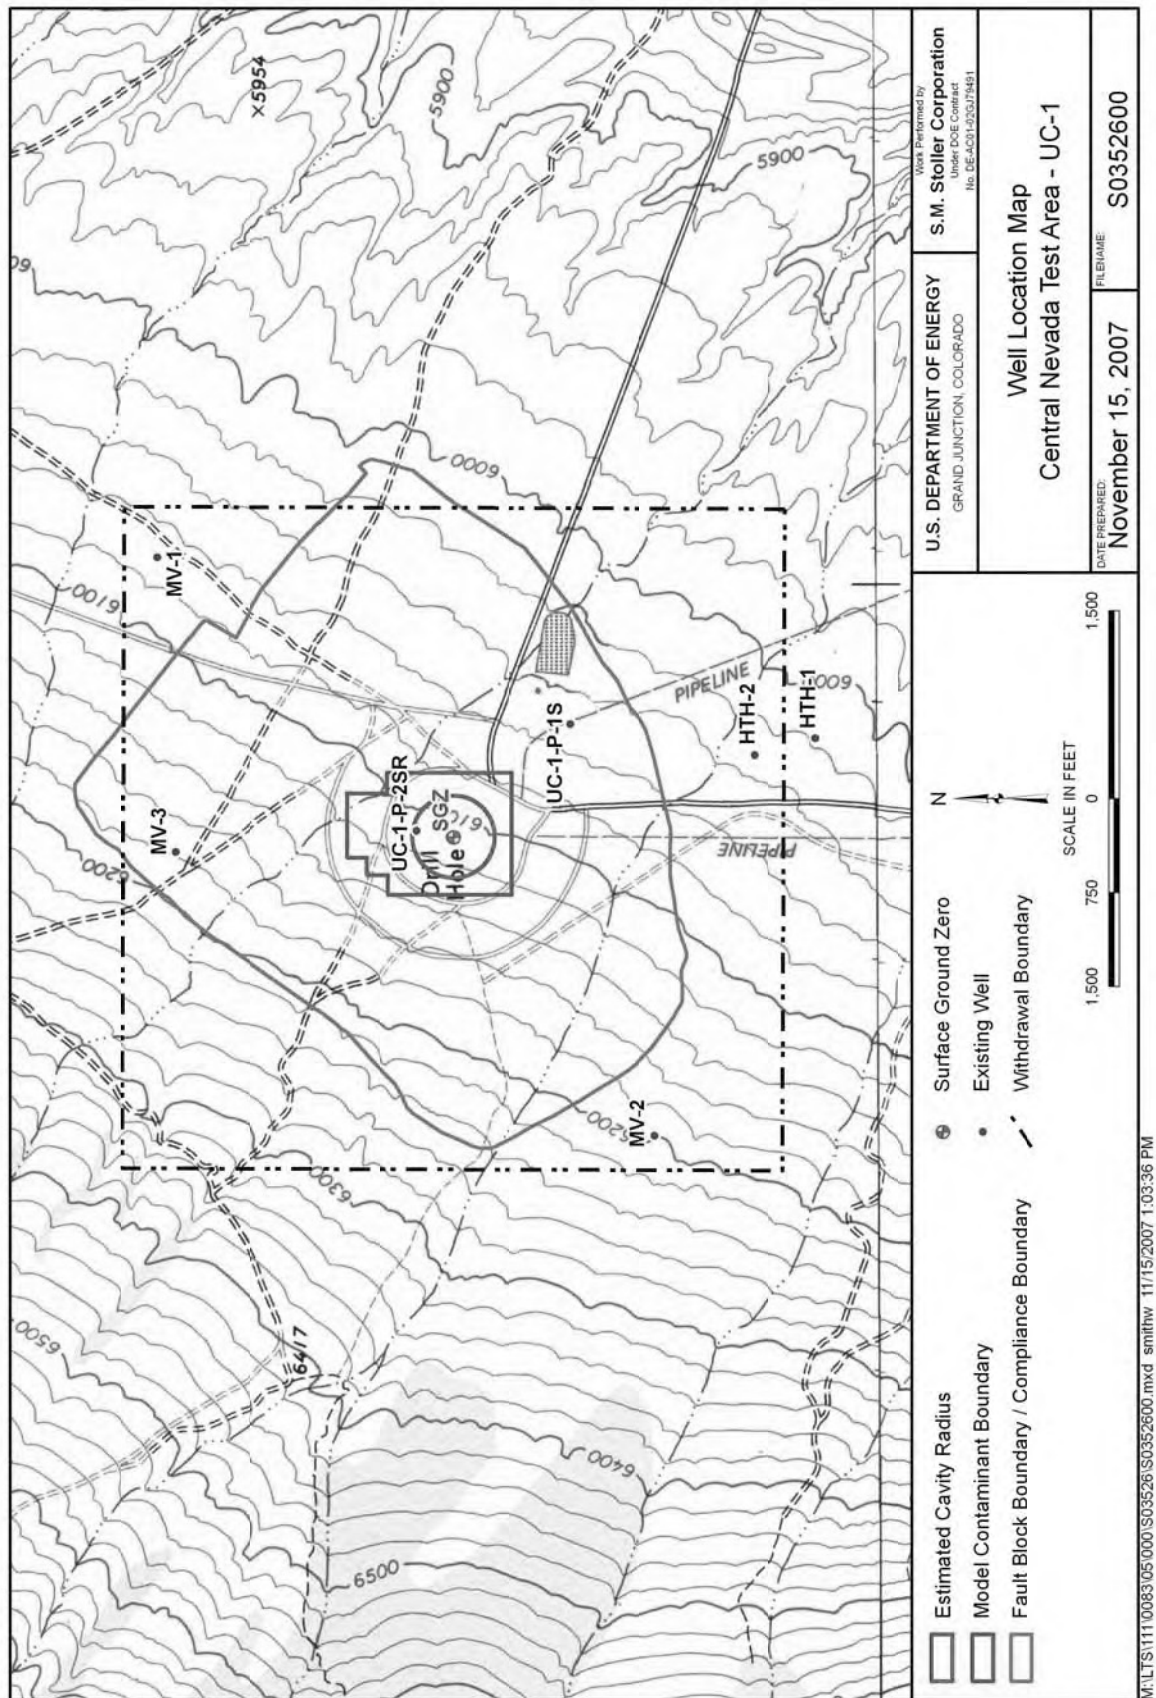 X5954
5900
5900
60
6000
6100
MV-1
6200
MV-3
UC-1-P-2SR
Drill
Hole
SGZ
610
UC-1-P-1S
PIPELINE
HTH-2
HTH-1
6000
PIPELINE
MV-2
6200
6300
6417
6500
6400
6500
Estimated Cavity Radius
Model Contaminant Boundary
Fault Block Boundary / Compliance Boundary
Surface Ground Zero
Existing Well
Withdrawal Boundary
N
SCALE IN FEET
1,500 750 0 1,500
U.S. DEPARTMENT OF ENERGY
GRAND JUNCTION, COLORADO
Work Performed by
S.M. Stoller Corporation
Under DOE Contract
No. DE-AC01-02GJ79491
Well Location Map
Central Nevada Test Area - UC-1
DATE PREPARED:
November 15, 2007
FILENAME:
S0352600
M:\LTS\111\0083\05\000\S03526\S0352600.mxd smithw 11/15/2007 1:03:36 PM